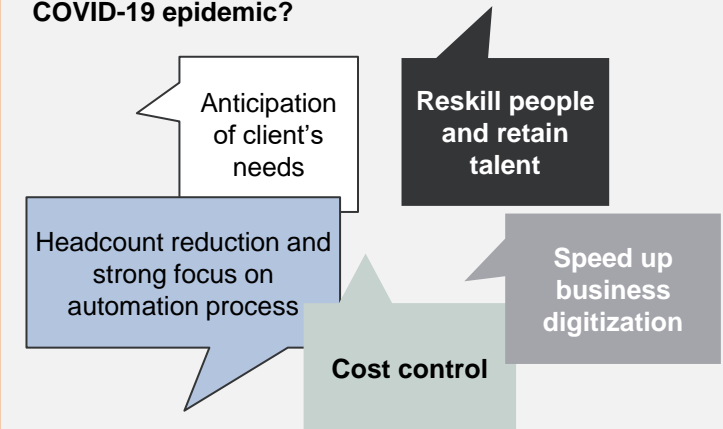 COVID-19 epidemic?
Anticipation
of client's
needs
Reskill people
and retain
talent
Headcount reduction and
strong focus on
automation process
Speed up
business
digitization
Cost control